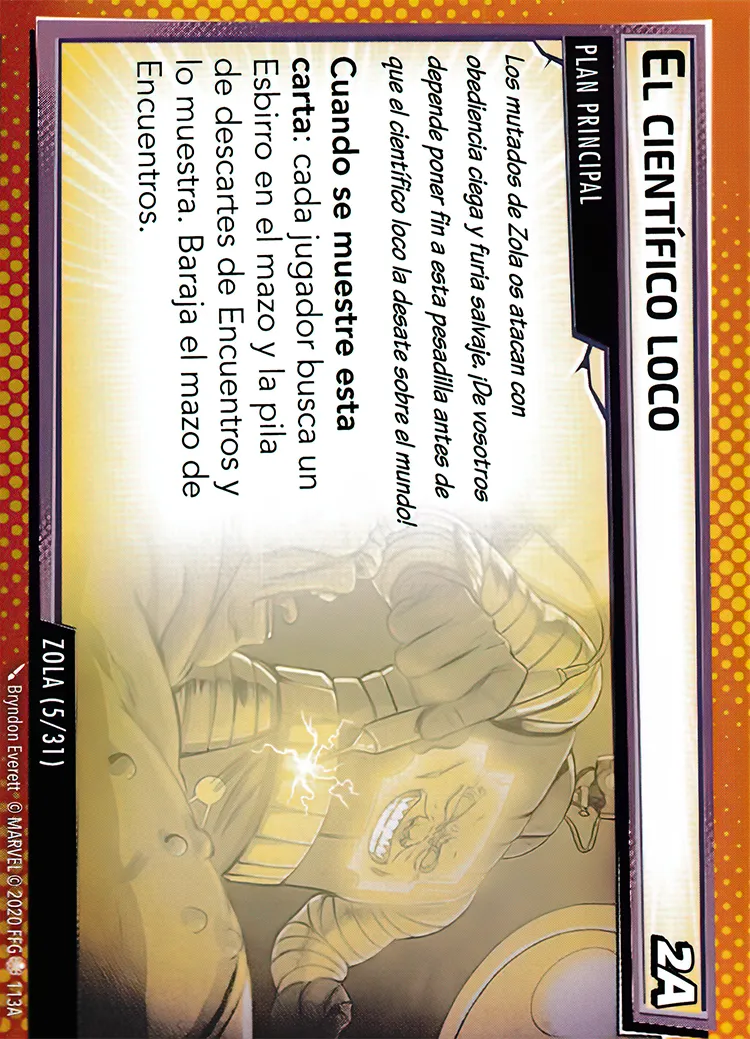 EL CIENTÍFICO LOCO
2A
PLAN PRINCIPAL
Los mutados de Zola os atacan con
obediencia ciega y furia salvaje. ¡De vosotros
depende poner fin a esta pesadilla antes de
que el científico loco la desate sobre el mundo!
Cuando se muestre esta
carta: cada jugador busca un
Esbirro en el mazo y la pila
de descartes de Encuentros y
lo muestra. Baraja el mazo de
Encuentros.
ZOLA (5/31)
Bryndon Everett © MARVEL © 2020 FFG 113A